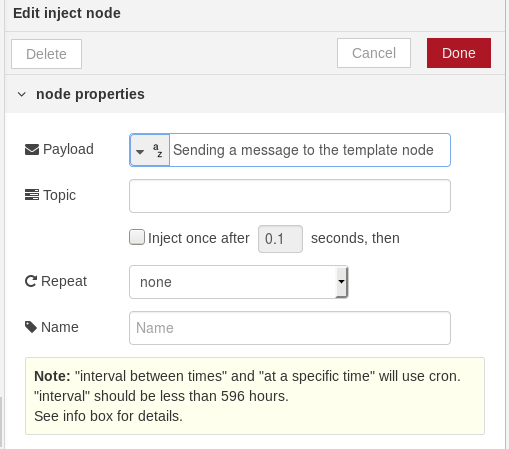 Edit inject node
Delete Cancel Done
node properties
Payload az Sending a message to the template node
Topic
Inject once after 0.1 seconds, then
Repeat none
Name Name
Note: "interval between times" and "at a specific time" will use cron.
"interval" should be less than 596 hours.
See info box for details.